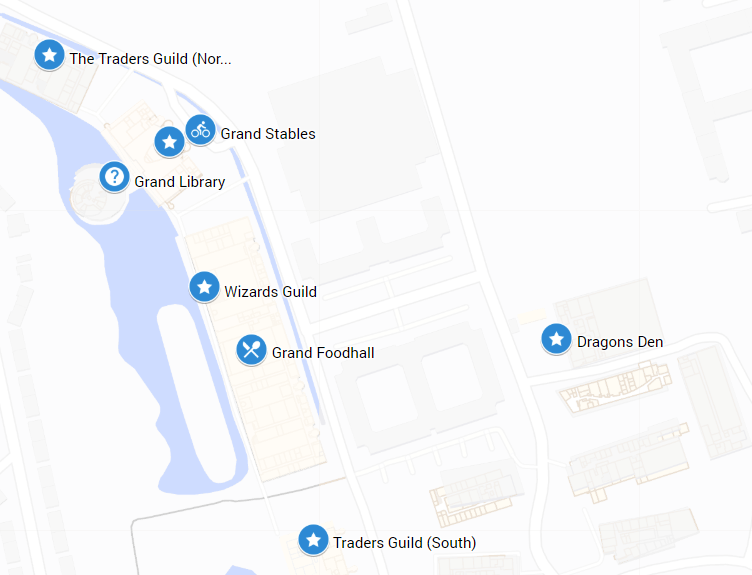 The Traders Guild (Nor...
Grand Stables
?
Grand Library
Wizards Guild
Grand Foodhall
Dragons Den
Traders Guild (South)